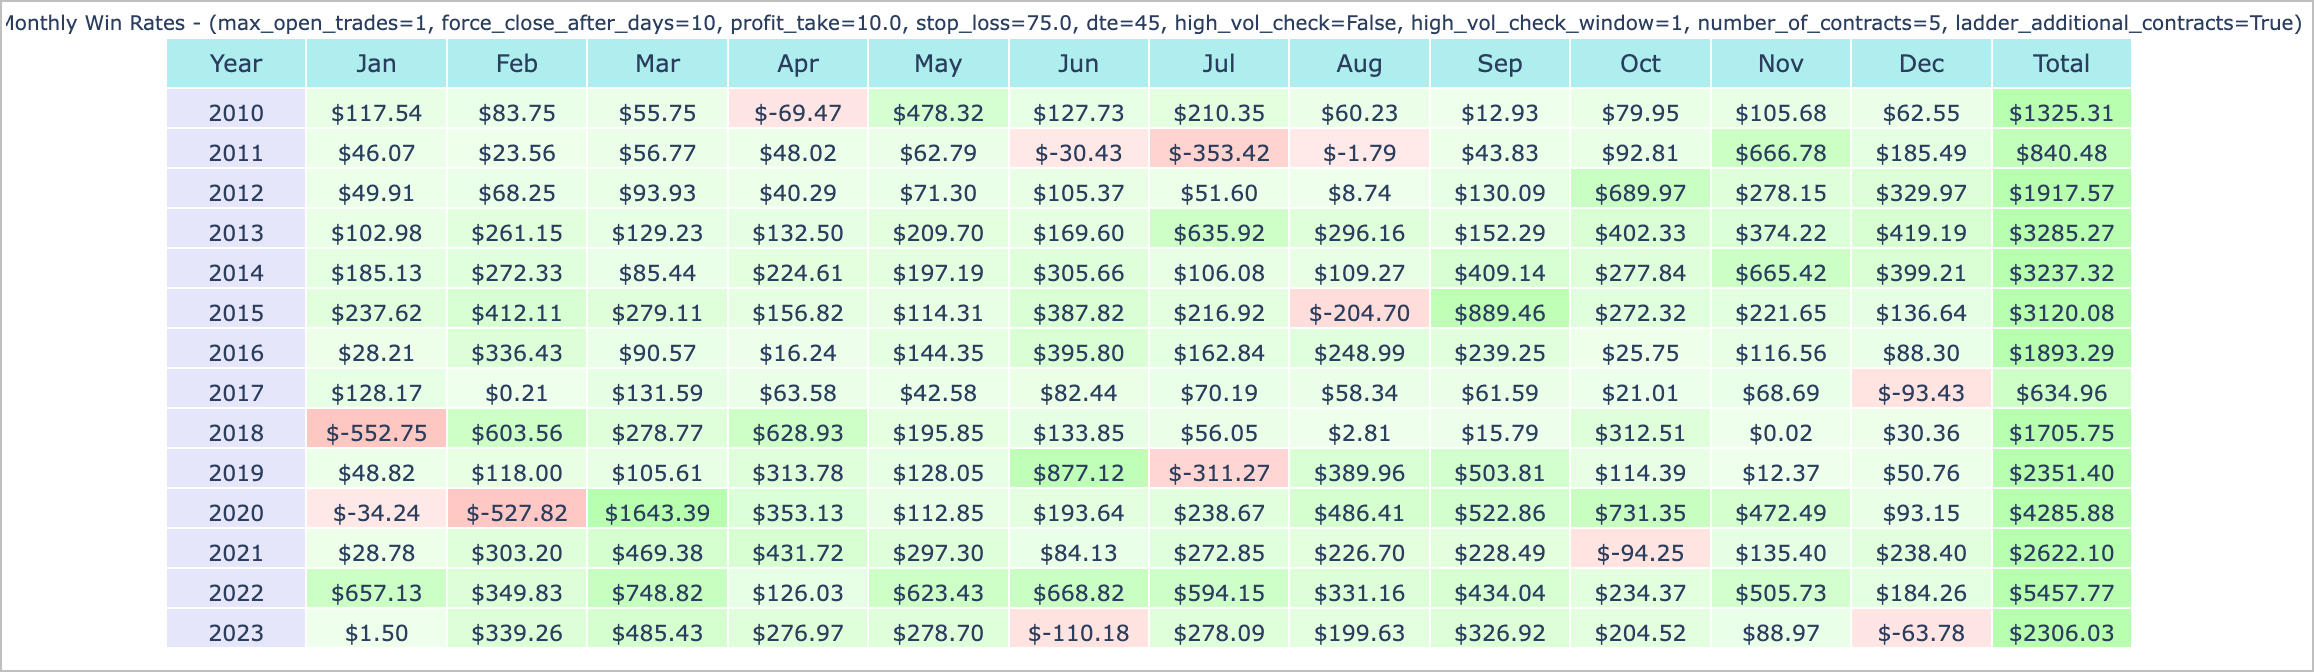 Monthly Win Rates - (max_open_trades=1, force_close_after_days=10, profit_take=10.0, stop_loss=75.0, dte=45, high_vol_check=False, high_vol_check_window=1, number_of_contracts=5, ladder_additional_contracts=True)
Year Jan Feb Mar Apr May Jun Jul Aug Sep Oct Nov Dec Total
2010 $117.54 $83.75 $55.75 $-69.47 $478.32 $127.73 $210.35 $60.23 $12.93 $79.95 $105.68 $62.55 $1325.31
2011 $46.07 $23.56 $56.77 $48.02 $62.79 $-30.43 $-353.42 $-1.79 $43.83 $92.81 $666.78 $185.49 $840.48
2012 $49.91 $68.25 $93.93 $40.29 $71.30 $105.37 $51.60 $8.74 $130.09 $689.97 $278.15 $329.97 $1917.57
2013 $102.98 $261.15 $129.23 $132.50 $209.70 $169.60 $635.92 $296.16 $152.29 $402.33 $374.22 $419.19 $3285.27
2014 $185.13 $272.33 $85.44 $224.61 $197.19 $305.66 $106.08 $109.27 $409.14 $277.84 $665.42 $399.21 $3237.32
2015 $237.62 $412.11 $279.11 $156.82 $114.31 $387.82 $216.92 $-204.70 $889.46 $272.32 $221.65 $136.64 $3120.08
2016 $28.21 $336.43 $90.57 $16.24 $144.35 $395.80 $162.84 $248.99 $239.25 $25.75 $116.56 $88.30 $1893.29
2017 $128.17 $0.21 $131.59 $63.58 $42.58 $82.44 $70.19 $58.34 $61.59 $21.01 $68.69 $-93.43 $634.96
2018 $-552.75 $603.56 $278.77 $628.93 $195.85 $133.85 $56.05 $2.81 $15.79 $312.51 $0.02 $30.36 $1705.75
2019 $48.82 $118.00 $105.61 $313.78 $128.05 $877.12 $-311.27 $389.96 $503.81 $114.39 $12.37 $50.76 $2351.40
2020 $-34.24 $-527.82 $1643.39 $353.13 $112.85 $193.64 $238.67 $486.41 $522.86 $731.35 $472.49 $93.15 $4285.88
2021 $28.78 $303.20 $469.38 $431.72 $297.30 $84.13 $272.85 $226.70 $228.49 $-94.25 $135.40 $238.40 $2622.10
2022 $657.13 $349.83 $748.82 $126.03 $623.43 $668.82 $594.15 $331.16 $434.04 $234.37 $505.73 $184.26 $5457.77
2023 $1.50 $339.26 $485.43 $276.97 $278.70 $-110.18 $278.09 $199.63 $326.92 $204.52 $88.97 $-63.78 $2306.03